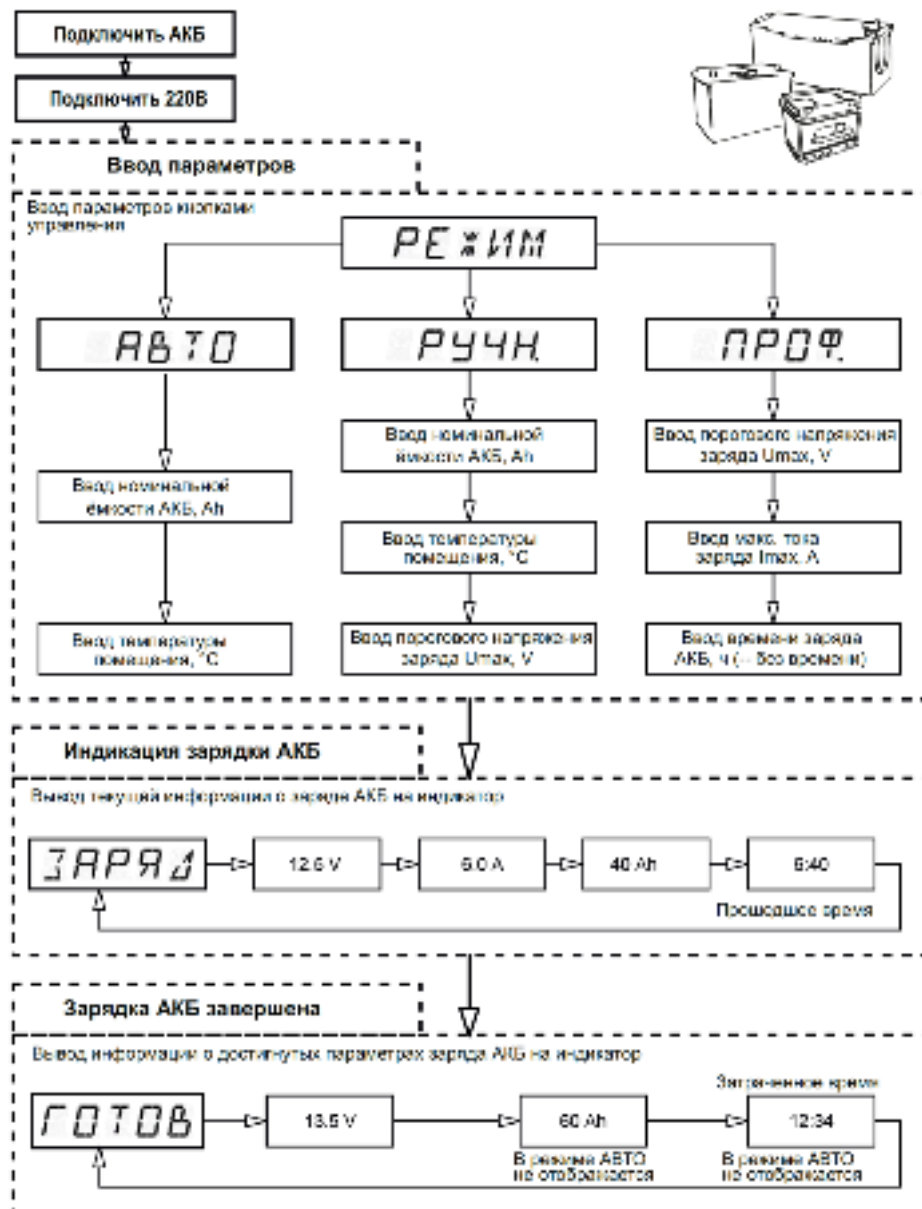 Подключить АКБ
Подключить 220В
Ввод параметров
Ввод параметров кнопками
управления
РЕЖИМ
АВТО
РУЧН.
ПРОФ.
Ввод номинальной
ёмкости АКБ, Ah
Ввод температуры
помещения, °C
Ввод номинальной
ёмкости АКБ, Ah
Ввод температуры
помещения, °C
Ввод порогового напряжения
заряда Umax, V
Ввод порогового напряжения
заряда Umax, V
Ввод макс. тока
заряда Imax, A
Ввод времени заряда
АКБ, ч (-- без времени)
Индикация зарядки АКБ
Вывод текущей информации о заряде АКБ на индикатор
ЗАРЯД
12.6 V
6.0 A
40 Ah
6:40
Прошедшее время
Зарядка АКБ завершена
Вывод информации о достигнутых параметрах заряда АКБ на индикатор
Затраченное время
ГОТОВ
13.5 V
60 Ah
12:34
В режиме АВТО
не отображается
В режиме АВТО
не отображается